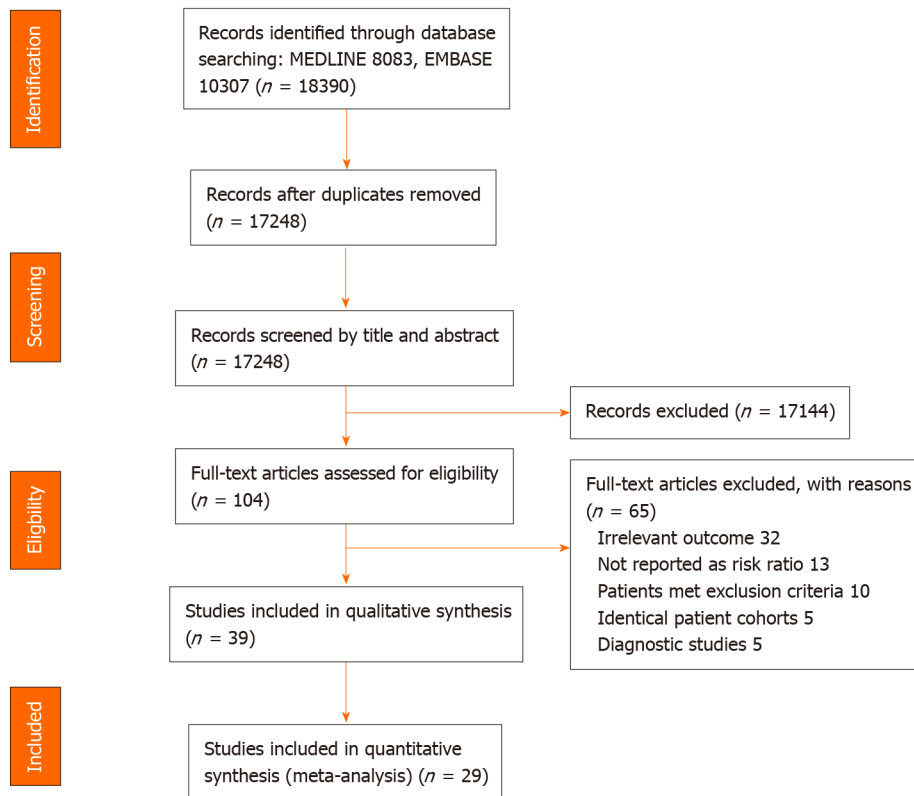 Identification
Records identified through database
searching: MEDLINE 8083, EMBASE
10307 (n = 18390)
Records after duplicates removed
(n = 17248)
Screening
Records screened by title and abstract
(n = 17248)
Records excluded (n = 17144)
Eligbility
Full-text articles assessed for eligibility
(n = 104)
Full-text articles excluded, with reasons
(n = 65)
Irrelevant outcome 32
Not reported as risk ratio 13
Patients met exclusion criteria 10
Identical patient cohorts 5
Diagnostic studies 5
Studies included in qualitative synthesis
(n = 39)
Included
Studies included in quantitative
synthesis (meta-analysis) (n = 29)